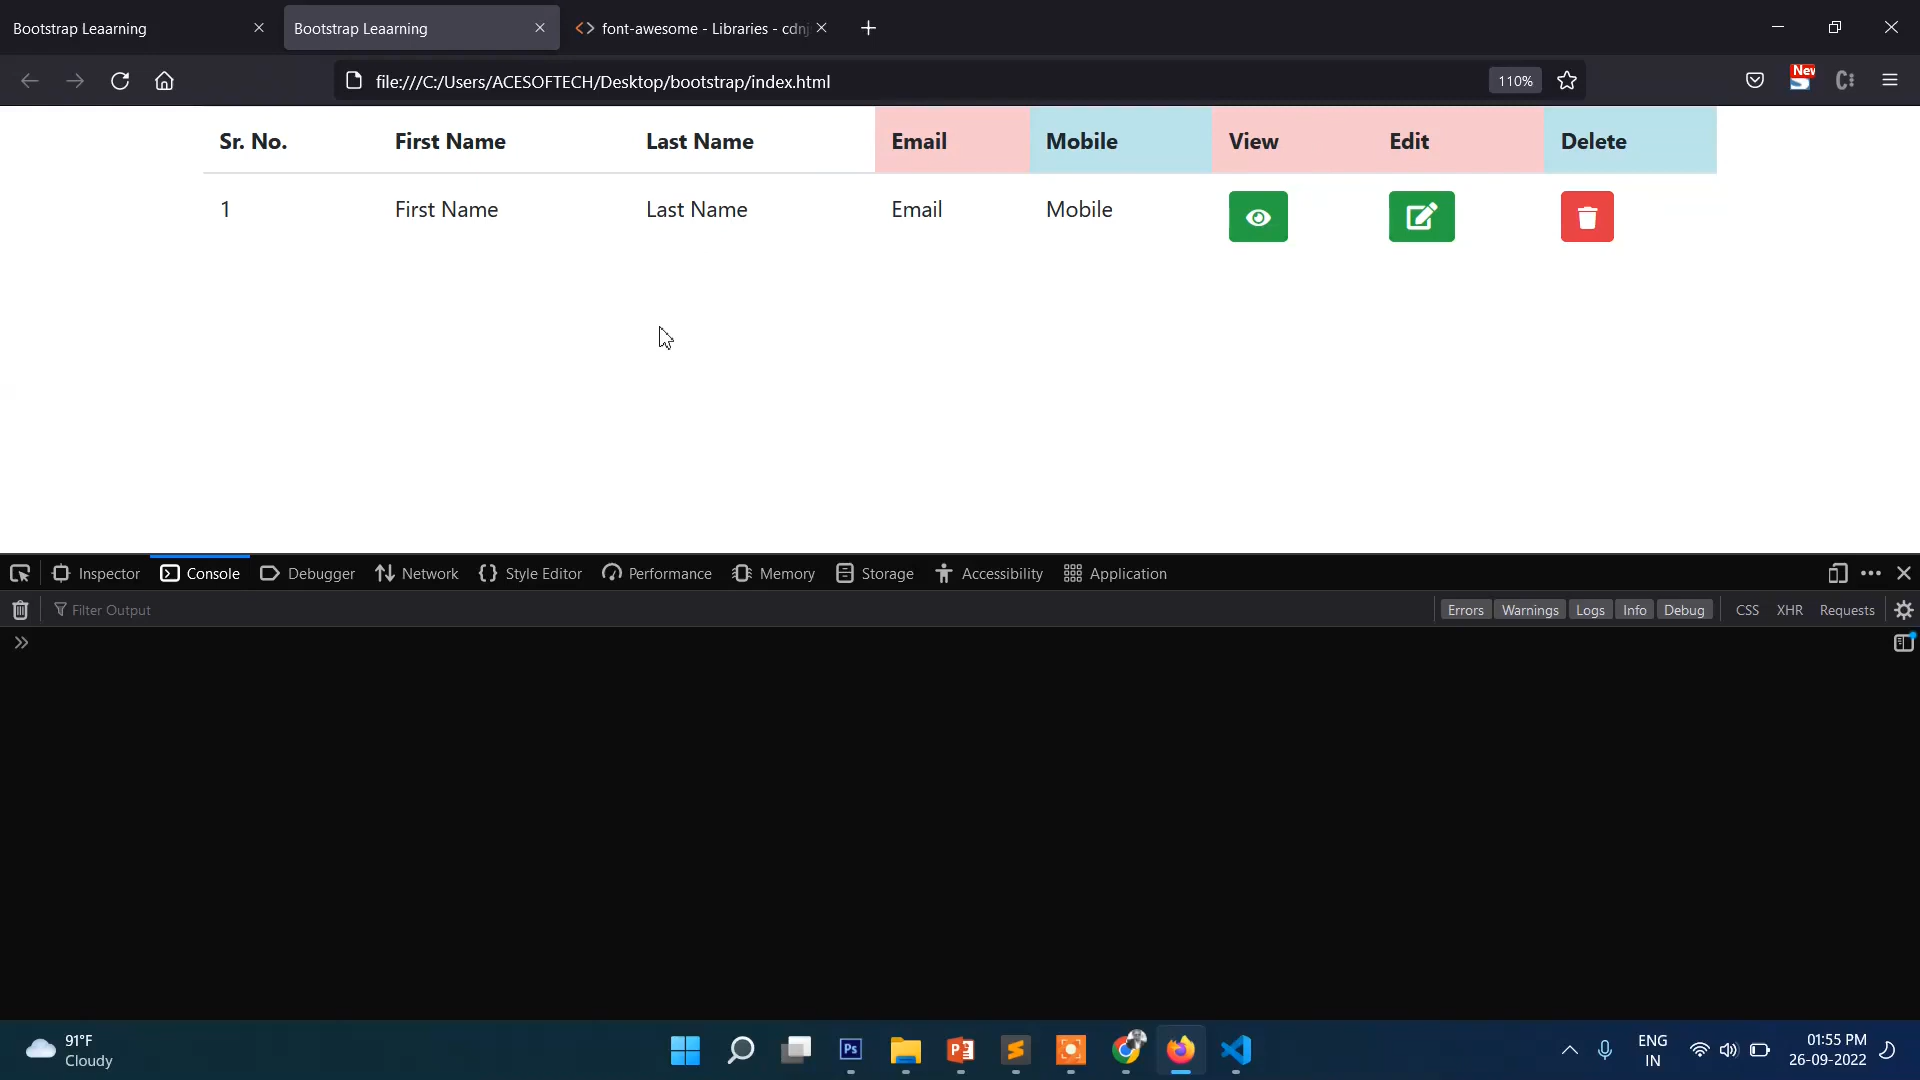 Bootstrap Leaarning
Bootstrap Leaarning
font-awesome - Libraries - cdnj
file:///C:/Users/ACESOFTECH/Desktop/bootstrap/index.html
110%
New
Sr. No. First Name Last Name Email Mobile View Edit Delete
1 First Name Last Name Email Mobile
Inspector Console Debugger Network Style Editor Performance Memory Storage Accessibility Application
Filter Output Errors Warnings Logs Info Debug CSS XHR Requests
91°F
Cloudy
Ps
ENG
IN
01:55 PM
26-09-2022